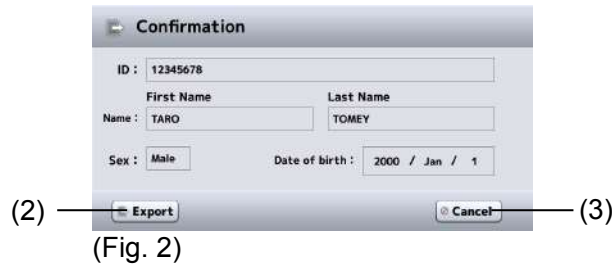 Confirmation
ID : 12345678
First Name Last Name
Name : TARO TOMEY
Sex : Male Date of birth : 2000 / Jan / 1
(2) Export Cancel (3)
(Fig. 2)